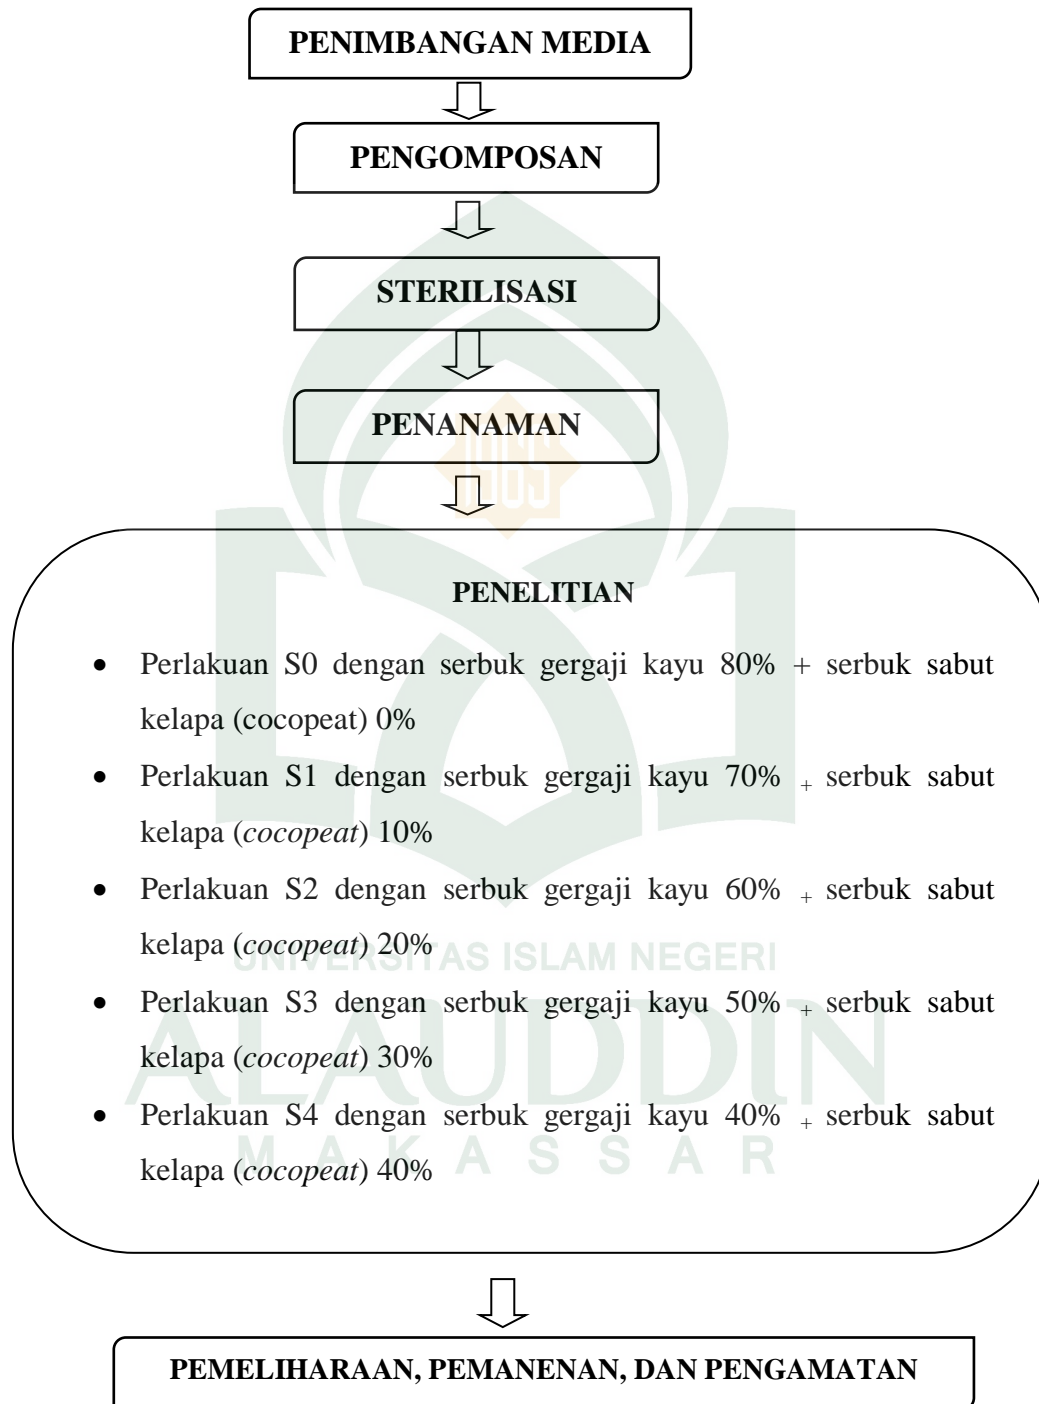 PENIMBANGAN MEDIA
PENGOMPOSAN
STERILISASI
PENANAMAN
1965
PENELITIAN
• Perlakuan S0 dengan serbuk gergaji kayu 80% + serbuk sabut
kelapa (cocopeat) 0%
• Perlakuan S1 dengan serbuk gergaji kayu 70% + serbuk sabut
kelapa (cocopeat) 10%
• Perlakuan S2 dengan serbuk gergaji kayu 60% + serbuk sabut
kelapa (cocopeat) 20%
UNIVERSITAS ISLAM NEGERI
• Perlakuan S3 dengan serbuk gergaji kayu 50% + serbuk sabut
kelapa (cocopeat) 30%
ALAUDDIN
• Perlakuan S4 dengan serbuk gergaji kayu 40% + serbuk sabut
kelapa (cocopeat) 40%
MAKASSAR
PEMELIHARAAN, PEMANENAN, DAN PENGAMATAN